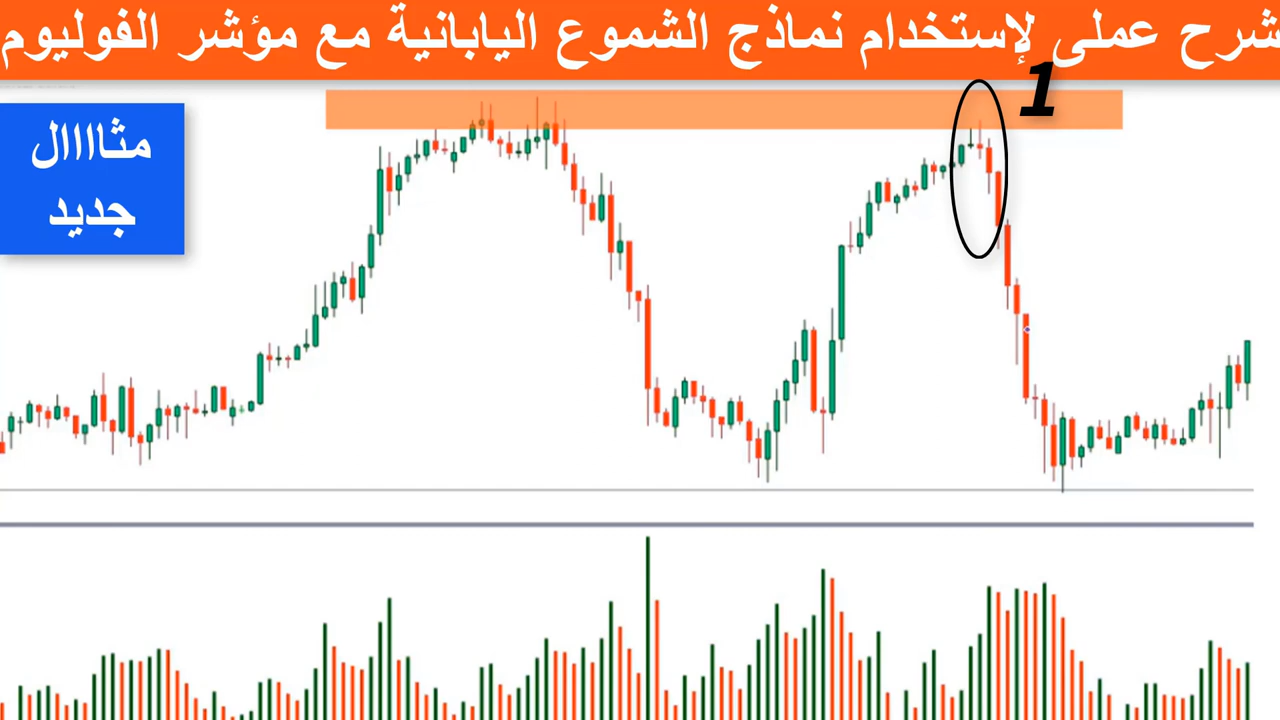 شرح عملى لإستخدام نماذج الشموع اليابانية مع مؤشر الفوليوم
1
مثاااال
جديد